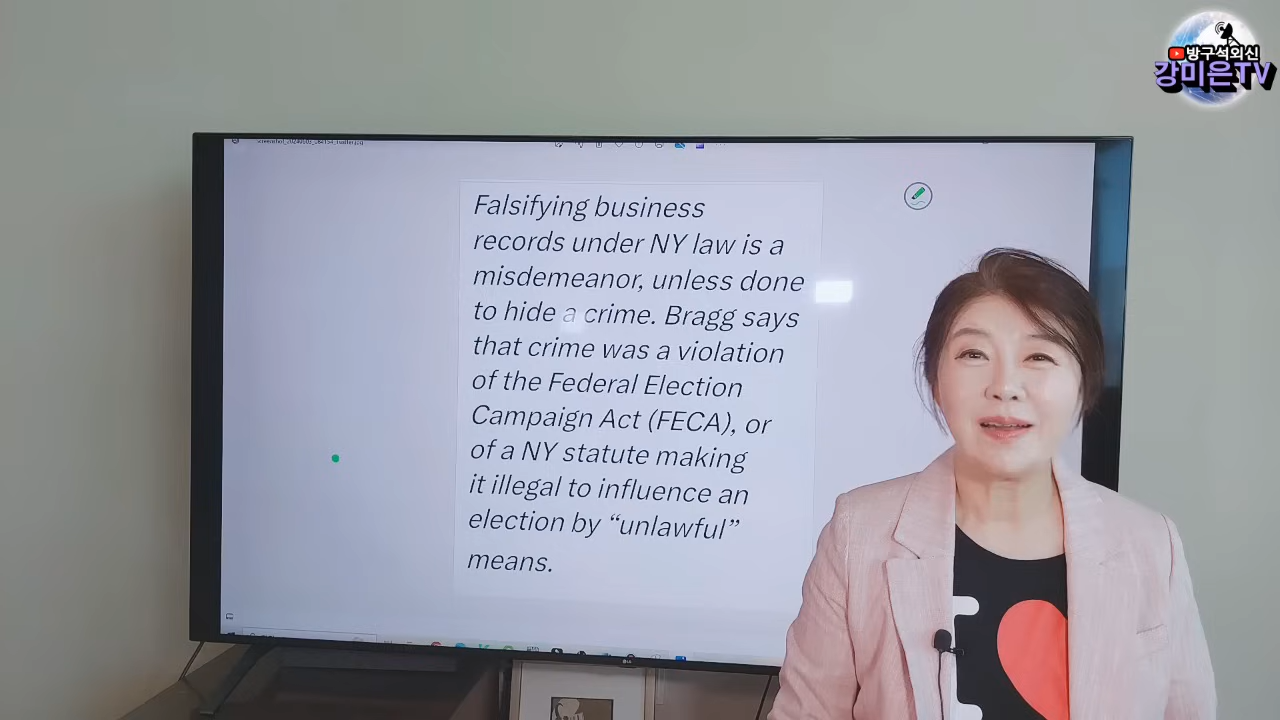 방구석외신
강미은TV
Falsifying business
records under NY law is a
misdemeanor, unless done
to hide a crime. Bragg says
that crime was a violation
of the Federal Election
Campaign Act (FECA), or
of a NY statute making
it illegal to influence an
election by “unlawful”
means.
LG